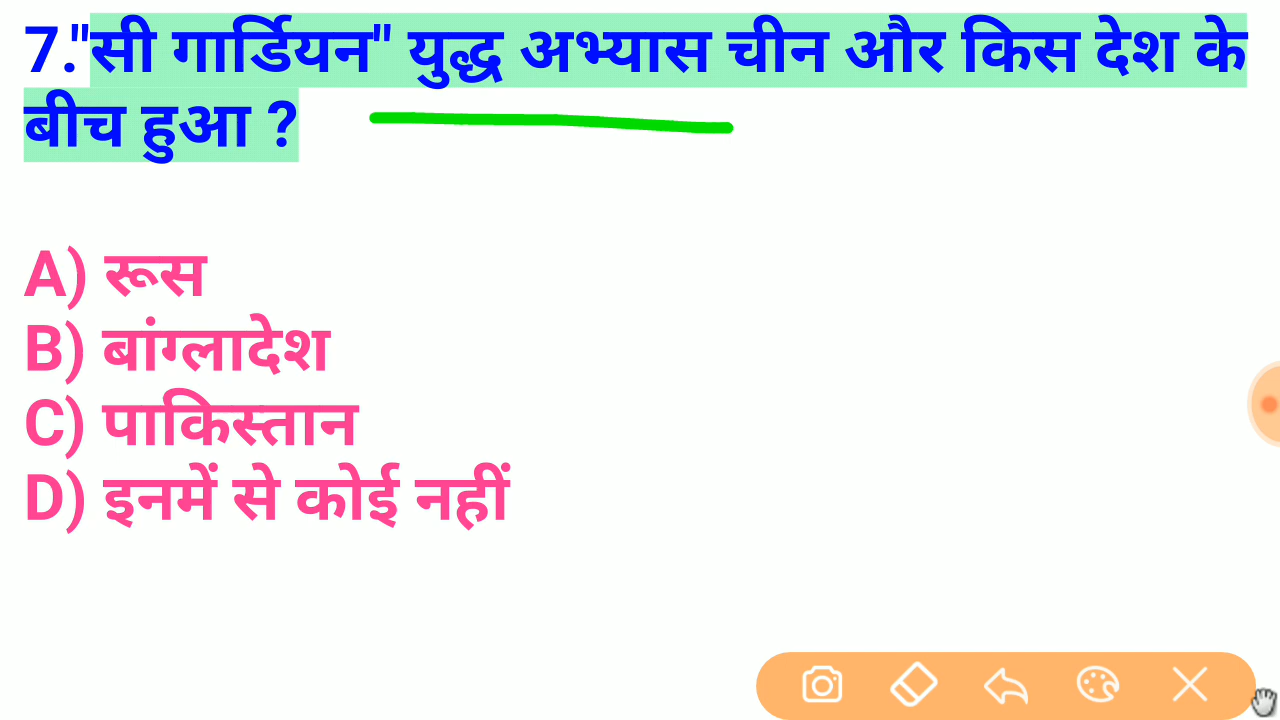 7."सी गार्डियन" युद्ध अभ्यास चीन और किस देश के
बीच हुआ ?
A) रूस
B) बांग्लादेश
C) पाकिस्तान
D) इनमें से कोई नहीं